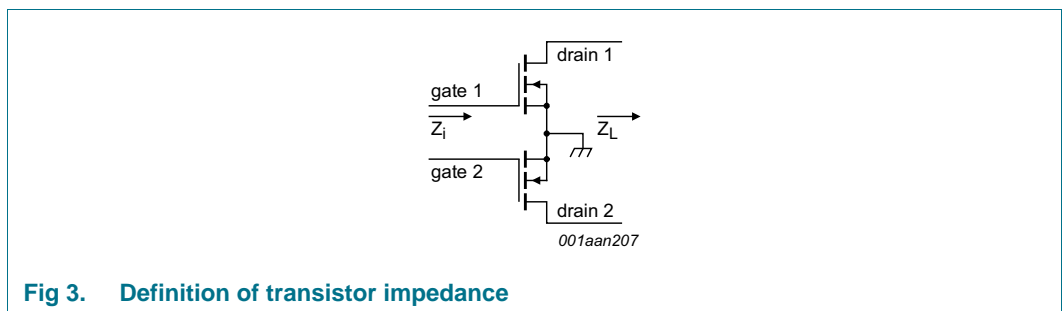 drain 1
gate 1
Zi
ZL
gate 2
drain 2
001aan207
Fig 3. Definition of transistor impedance